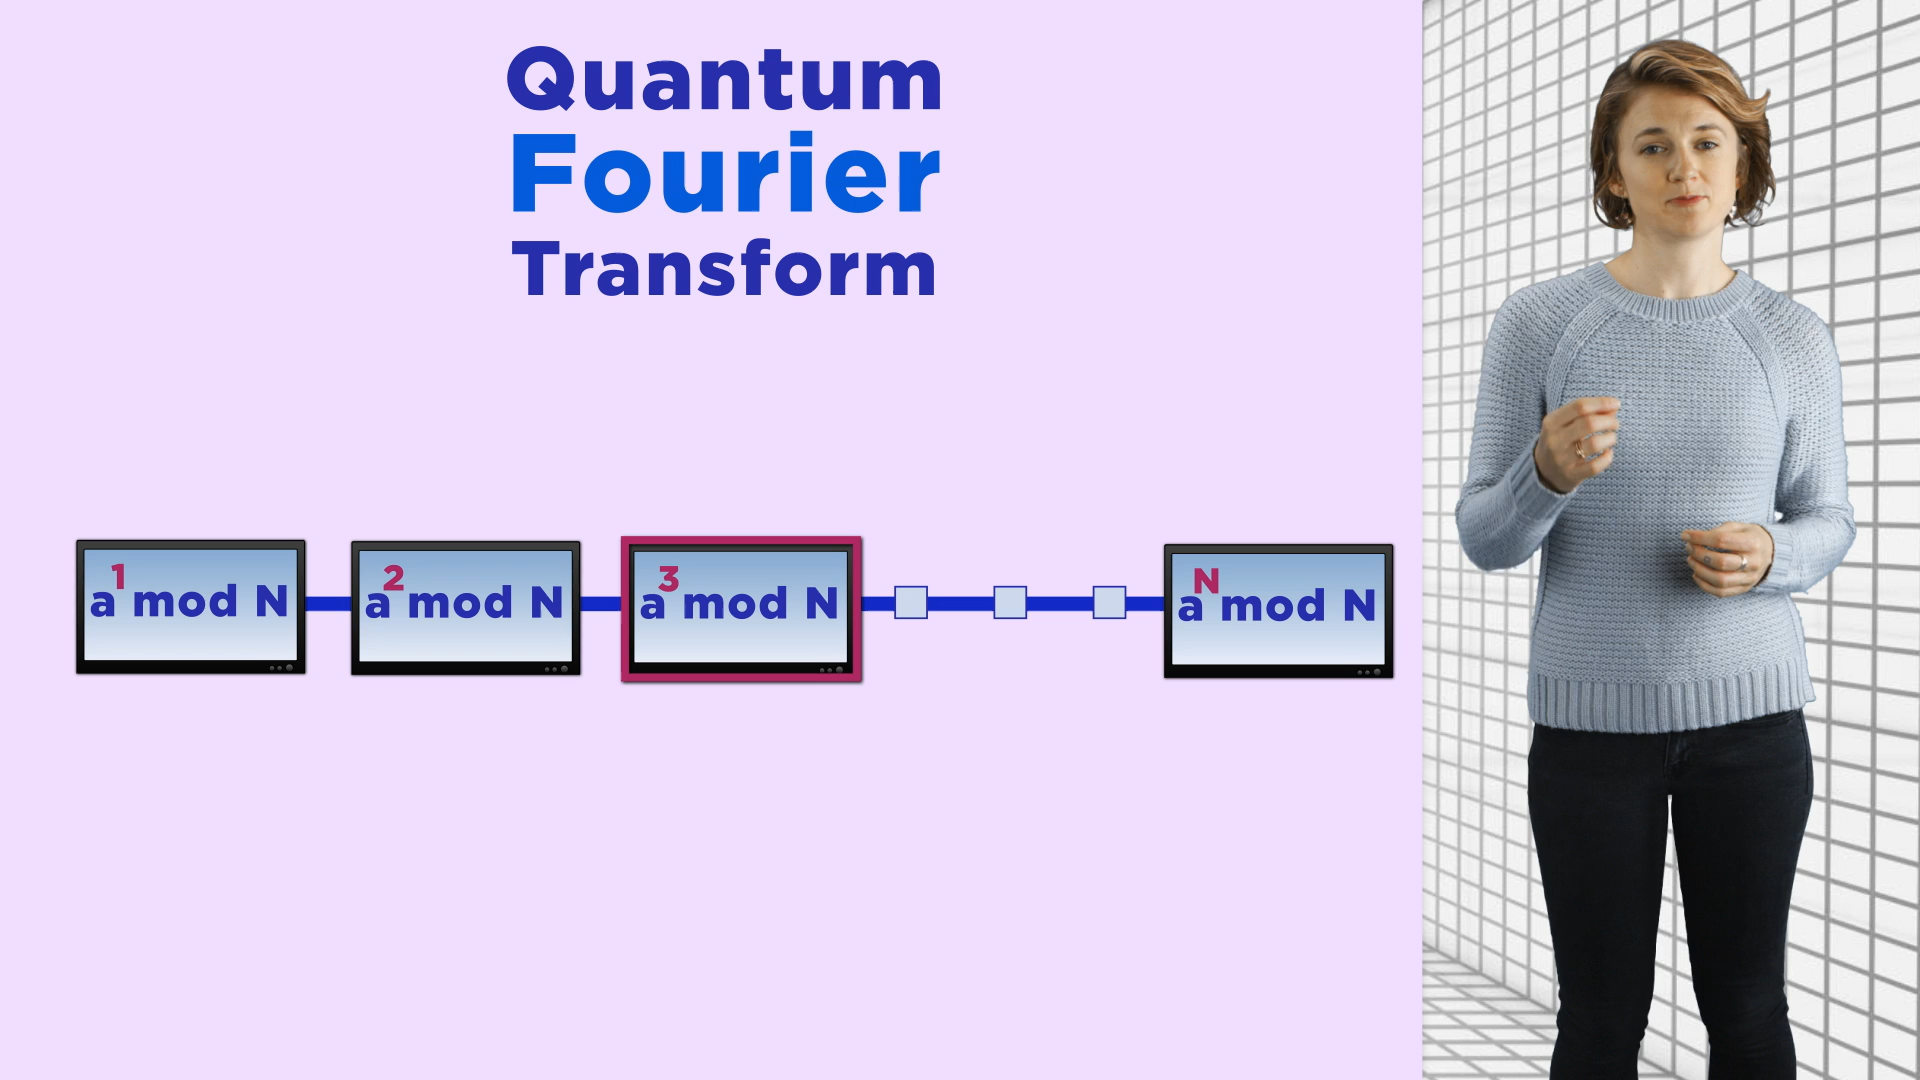 Quantum
Fourier
Transform
a¹ mod N
a² mod N
a³ mod N
aᴺ mod N